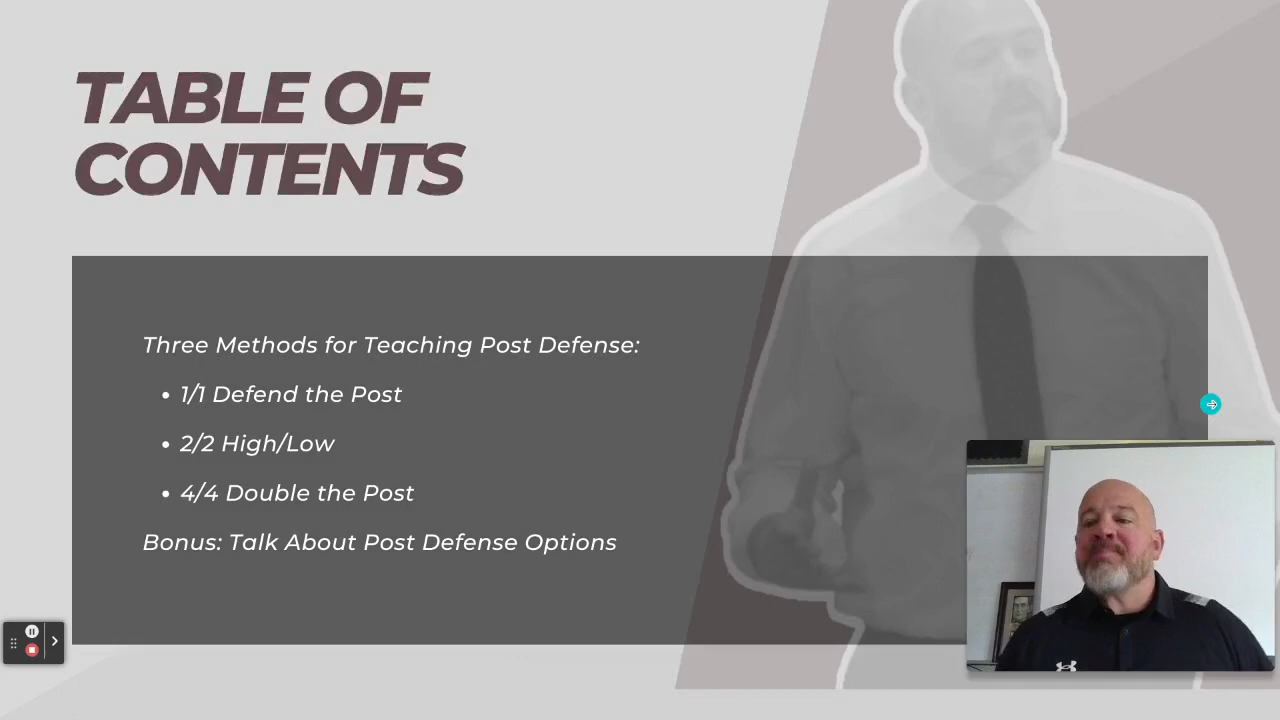 TABLE OF
CONTENTS
Three Methods for Teaching Post Defense:
• 1/1 Defend the Post
• 2/2 High/Low
• 4/4 Double the Post
Bonus: Talk About Post Defense Options